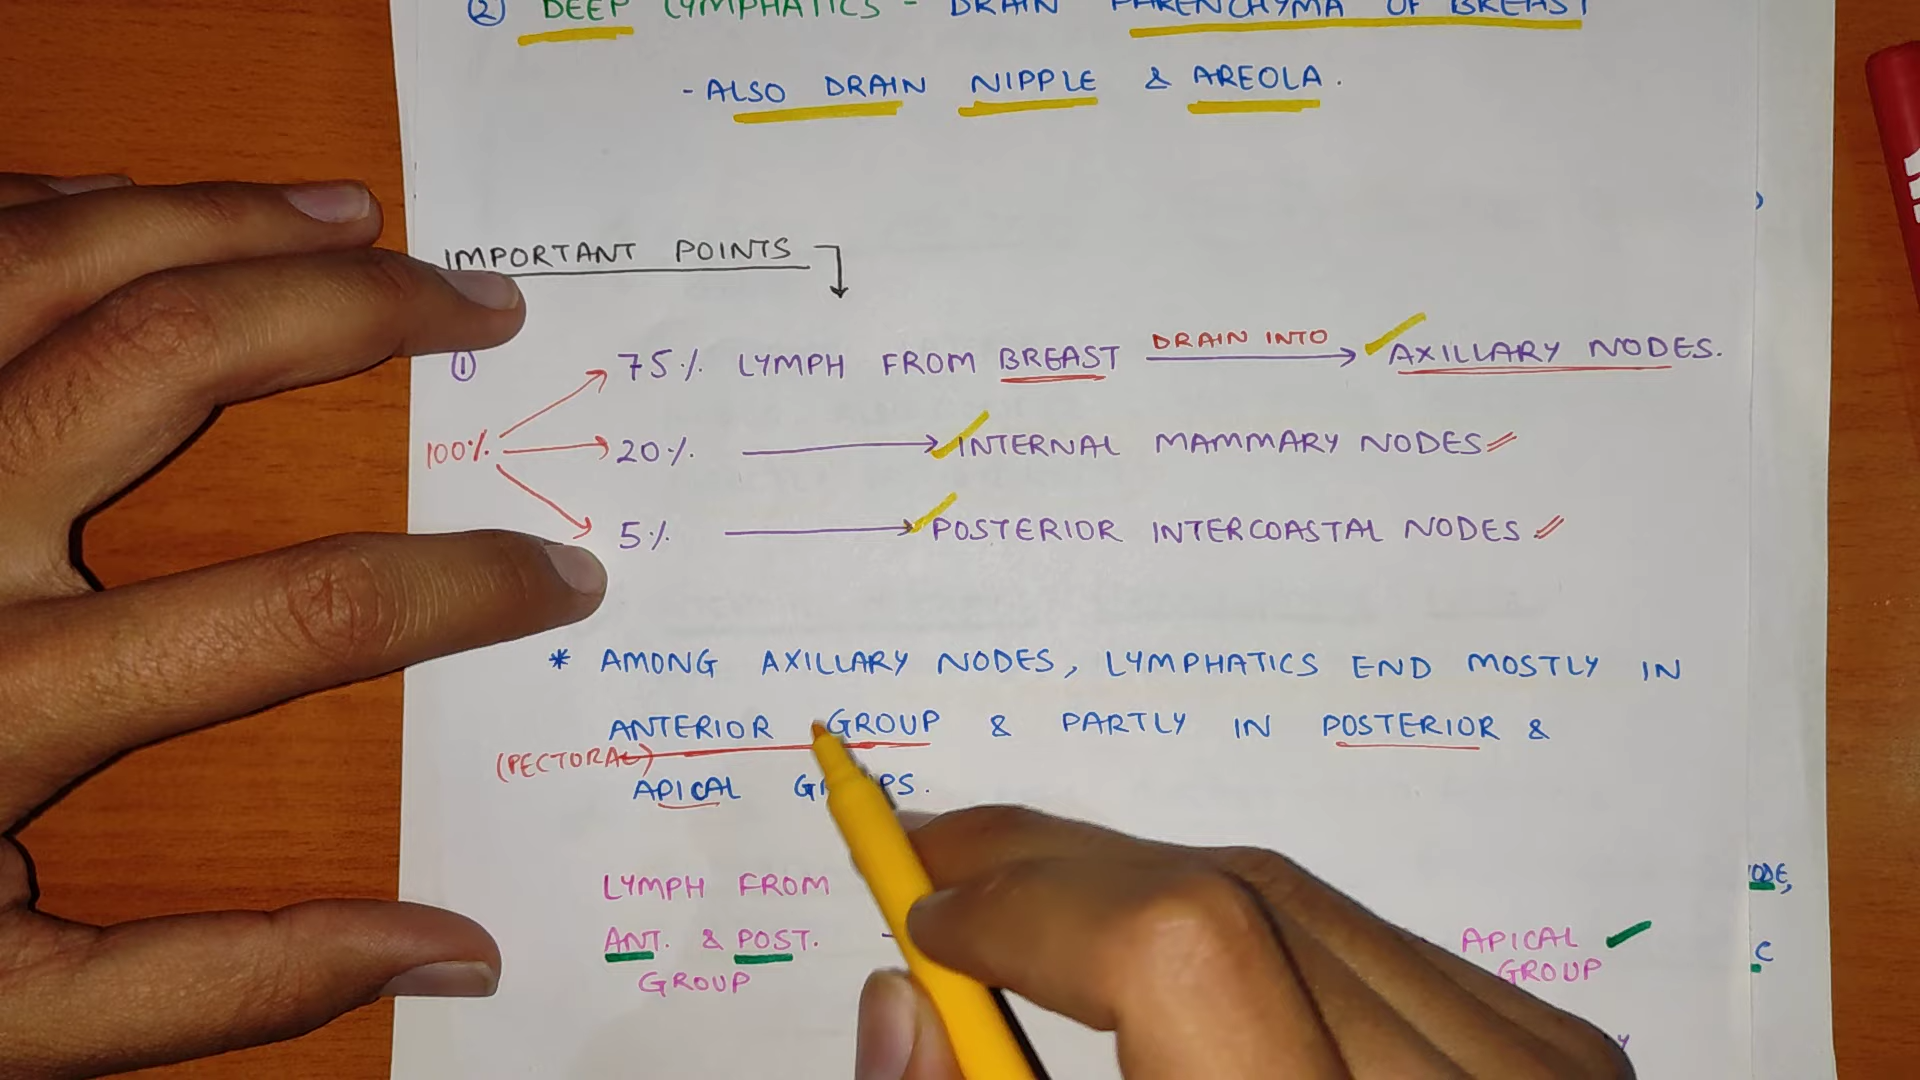 ② DEEP LYMPHATICS - DRAIN PARENCHYMA OF BREAST
- ALSO DRAIN NIPPLE & AREOLA.
IMPORTANT POINTS
① 75% LYMPH FROM BREAST DRAIN INTO AXILLARY NODES.
100% 20% INTERNAL MAMMARY NODES
5% POSTERIOR INTERCOASTAL NODES
* AMONG AXILLARY NODES, LYMPHATICS END MOSTLY IN
ANTERIOR GROUP & PARTLY IN POSTERIOR &
(PECTORAL)
APICAL
LYMPH FROM
ANT. & POST. APICAL
GROUP GROUP